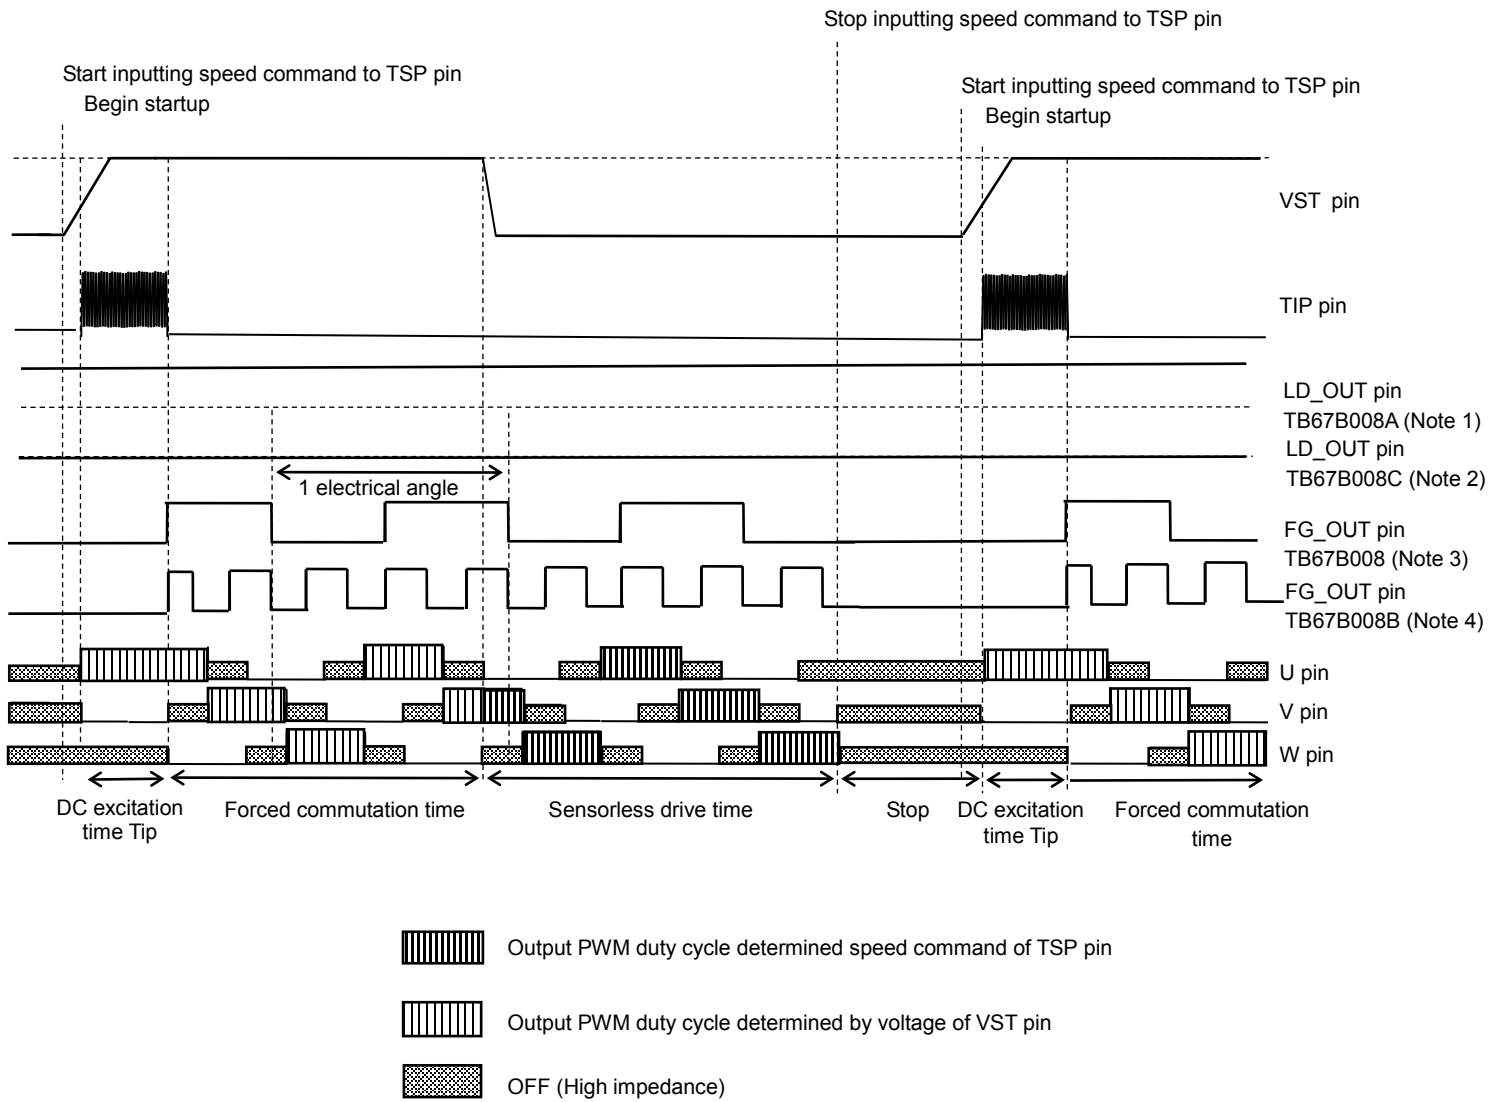 Stop inputting speed command to TSP pin
Start inputting speed command to TSP pin
Begin startup
Start inputting speed command to TSP pin
Begin startup
VST pin
TIP pin
LD_OUT pin
TB67B008A (Note 1)
LD_OUT pin
TB67B008C (Note 2)
1 electrical angle
FG_OUT pin
TB67B008 (Note 3)
FG_OUT pin
TB67B008B (Note 4)
U pin
V pin
W pin
DC excitation
time Tip
Forced commutation time
Sensorless drive time
Stop
DC excitation
time Tip
Forced commutation
time
Output PWM duty cycle determined speed command of TSP pin
Output PWM duty cycle determined by voltage of VST pin
OFF (High impedance)